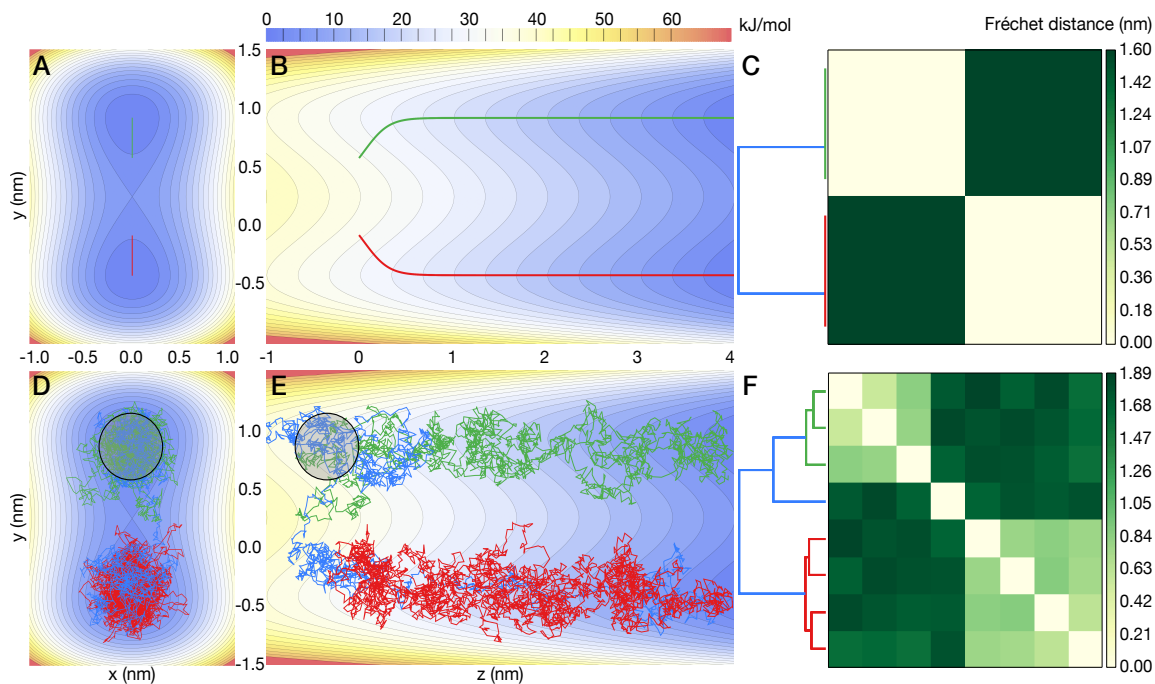 0 10 20 30 40 50 60 kJ/mol
Fréchet distance (nm)
A
B
C
1.5
1.0
0.5
0.0
-0.5
y (nm)
1.60
1.42
1.24
1.07
0.89
0.71
0.53
0.36
0.18
0.00
-1.0 -0.5 0.0 0.5 1.0
-1 0 1 2 3 4
D
E
F
1.0
0.5
0.0
-0.5
-1.5
y (nm)
1.89
1.68
1.47
1.26
1.05
0.84
0.63
0.42
0.21
0.00
x (nm)
z (nm)